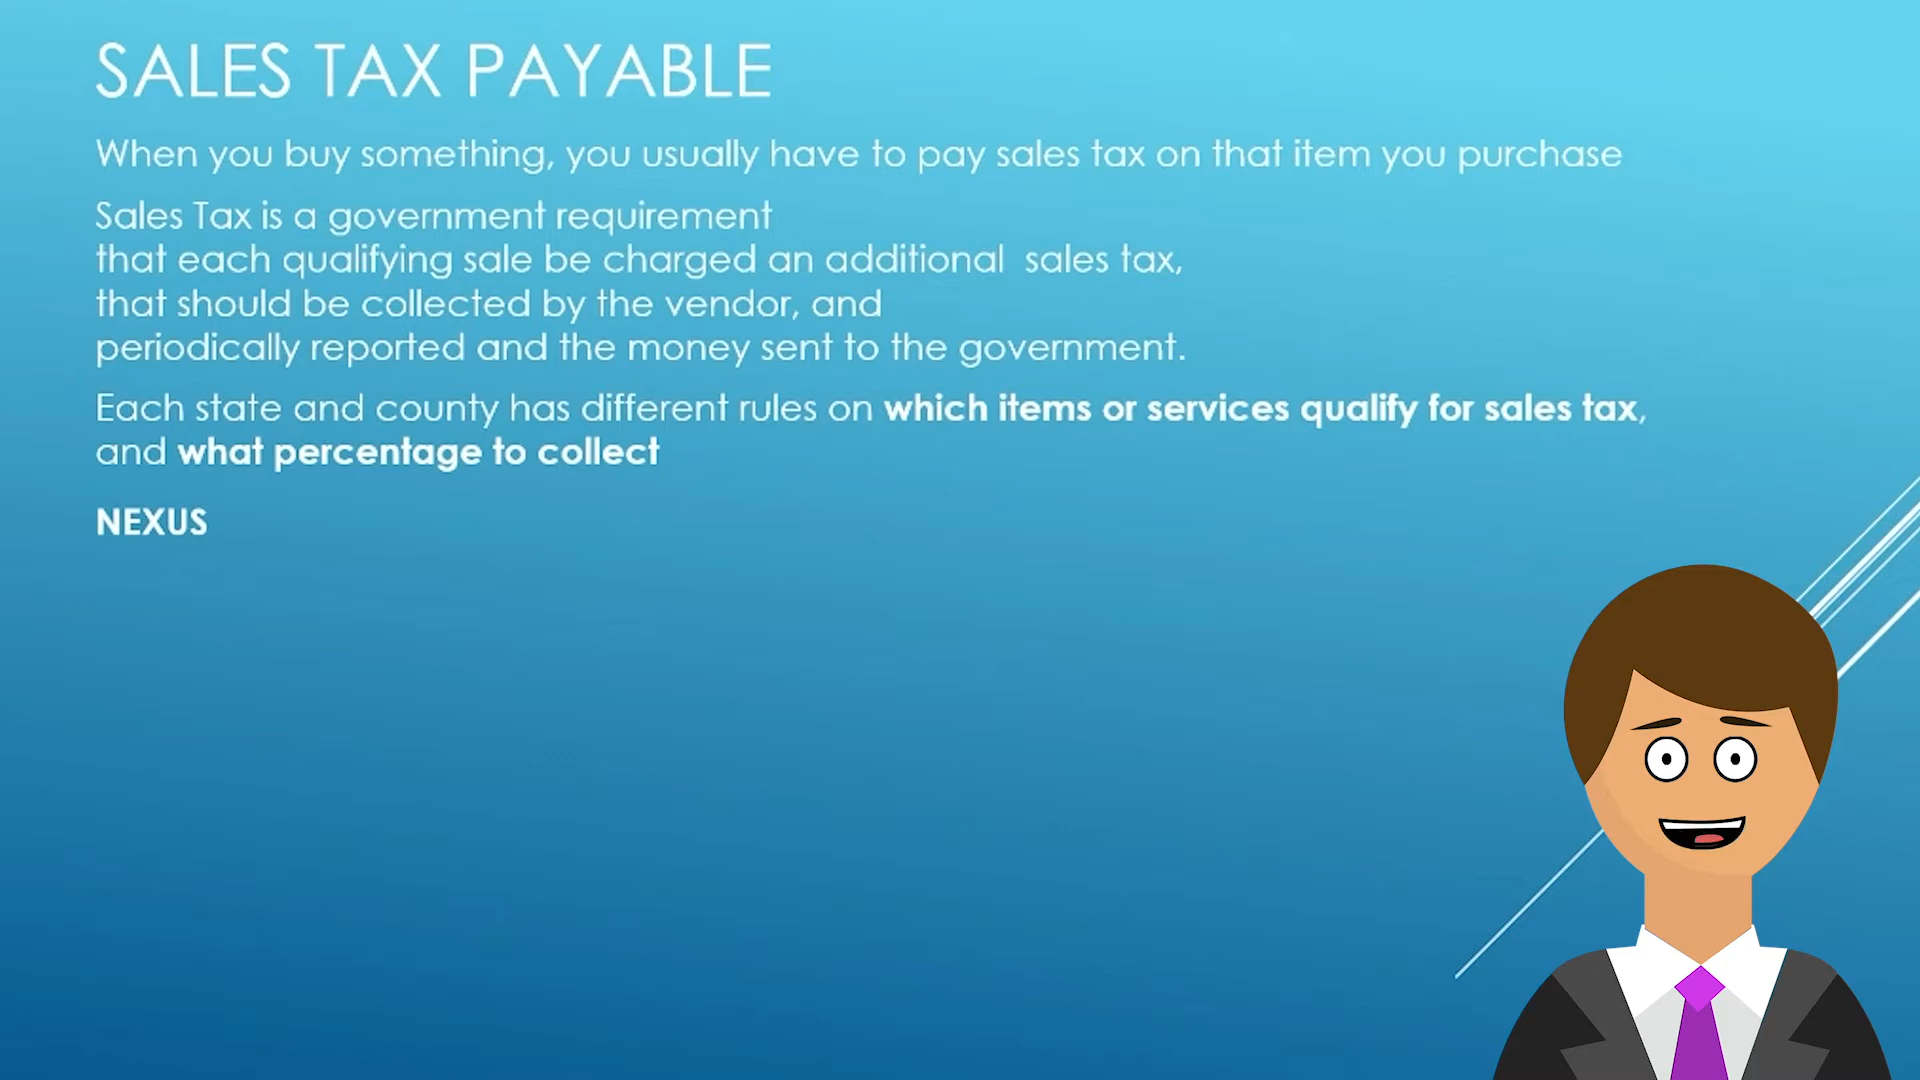 SALES TAX PAYABLE
When you buy something, you usually have to pay sales tax on that item you purchase
Sales Tax is a government requirement
that each qualifying sale be charged an additional  sales tax,
that should be collected by the vendor, and
periodically reported and the money sent to the government.
Each state and county has different rules on which items or services qualify for sales tax,
and what percentage to collect
NEXUS